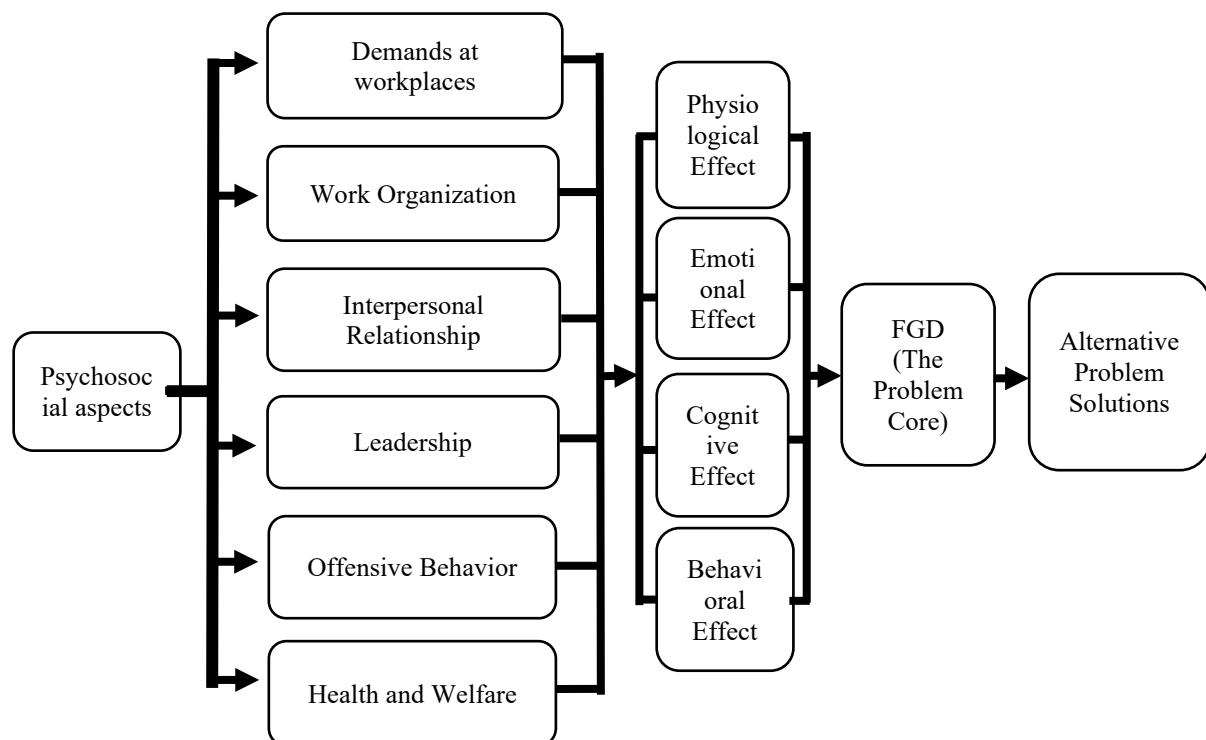 Psychosoc
ial aspects
Demands at
workplaces
Work Organization
Interpersonal
Relationship
Leadership
Offensive Behavior
Health and Welfare
Physio
logical
Effect
Emoti
onal
Effect
Cognit
ive
Effect
Behavi
oral
Effect
FGD
(The
Problem
Core)
Alternative
Problem
Solutions